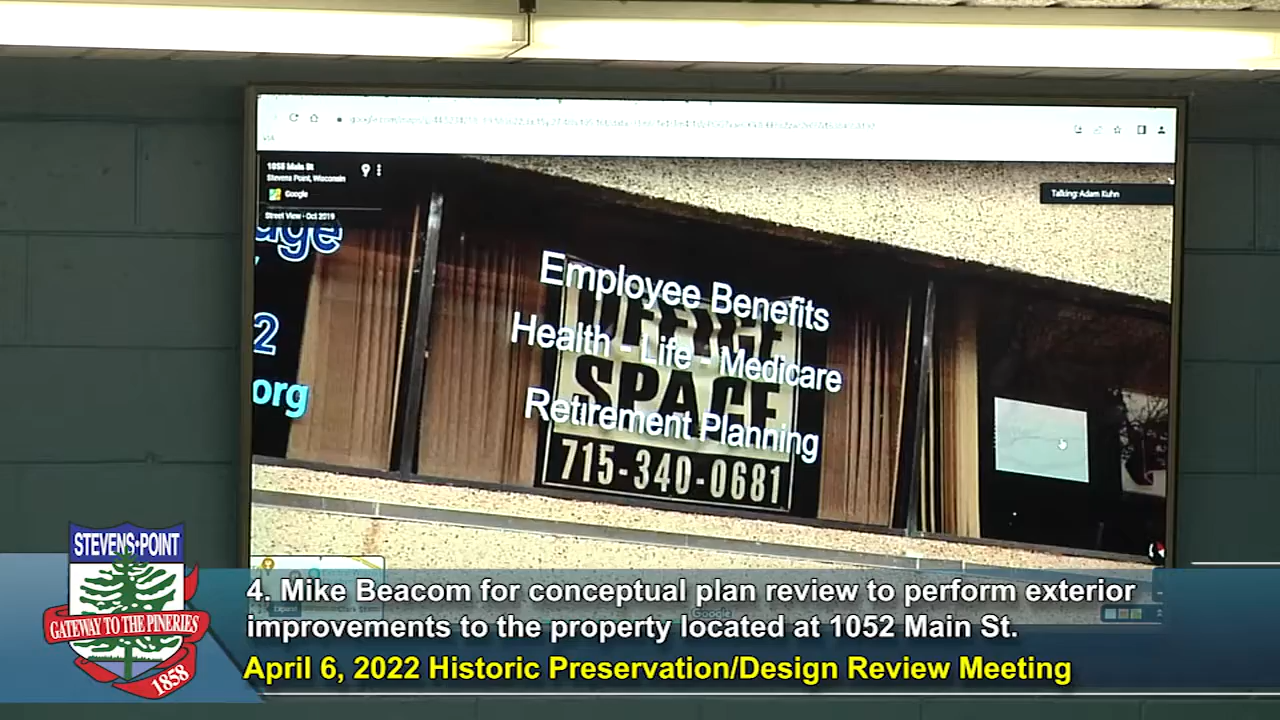 1058 Main St
Stevens Point, Wisconsin
Google
Street View - Oct 2019
Talking: Adam Kuhn
2
org
Employee Benefits
OFFICE
Health - Life - Medicare
SPACE
Retirement Planning
715-340-0681
Google
STEVENS•POINT
GATEWAY TO THE PINERIES
1858
4. Mike Beacom for conceptual plan review to perform exterior
improvements to the property located at 1052 Main St.
April 6, 2022 Historic Preservation/Design Review Meeting